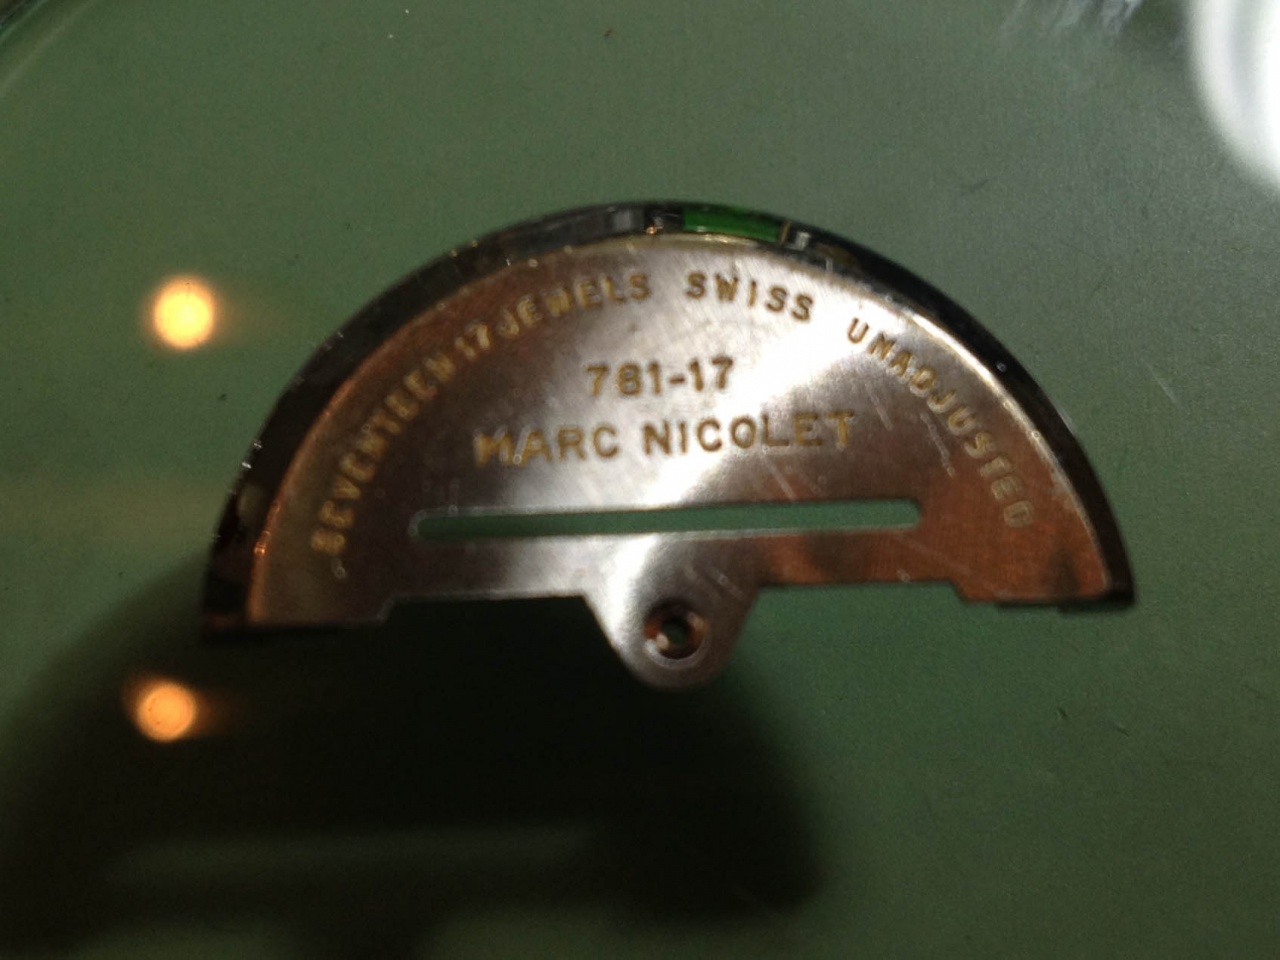 SEVENTEEN 17 JEWELS SWISS UNADJUSTED
781-17
MARC NICOLET